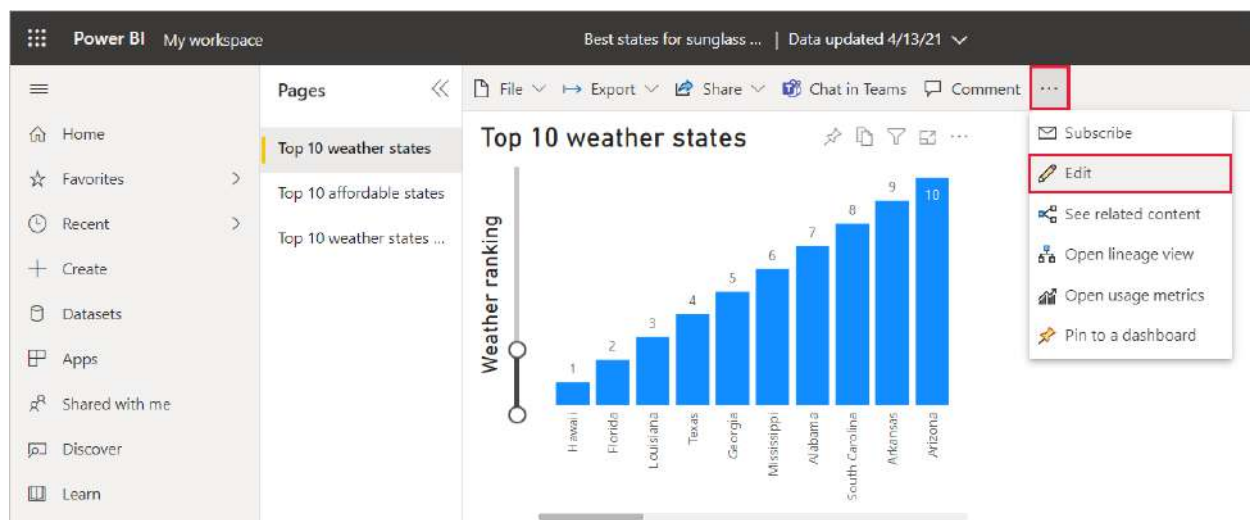 Power BI My workspace
Best states for sunglass ... | Data updated 4/13/21
Home
Favorites
Recent
Create
Datasets
Apps
Shared with me
Discover
Learn
Pages
Top 10 weather states
Top 10 affordable states
Top 10 weather states ...
File Export Share Chat in Teams Comment ...
Subscribe
Edit
See related content
Open lineage view
Open usage metrics
Pin to a dashboard
Top 10 weather states
Weather ranking
1 2 3 4 5 6 7 8 9 10
Hawaii
Florida
Louisiana
Texas
Georgia
Mississippi
Alabama
South Carolina
Arkansas
Arizona